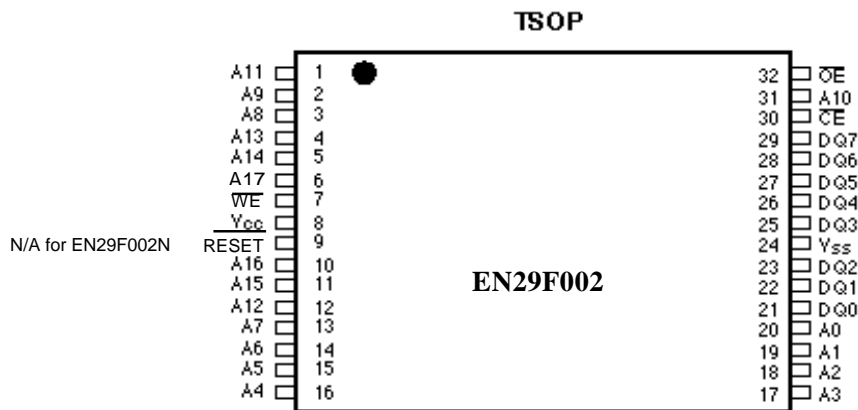 TSOP
A11 1 32 OE
A9 2 31 A10
A8 3 30 CE
A13 4 29 DQ7
A14 5 28 DQ6
A17 6 27 DQ5
WE 7 26 DQ4
Vcc 8 25 DQ3
N/A for EN29F002N RESET 9 24 Vss
A16 10 23 DQ2
A15 11 22 DQ1
EN29F002
A12 12 21 DQ0
A7 13 20 A0
A6 14 19 A1
A5 15 18 A2
A4 16 17 A3